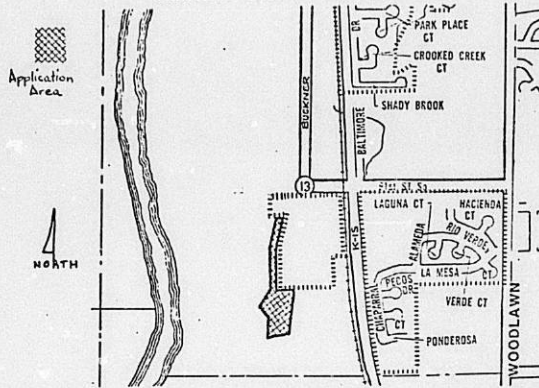 Application
Area
NORTH
BUCKNER
13
K-15
BALTIMORE
DR
PARK PLACE
CT
CROOKED CREEK
CT
SHADY BROOK
LAGUNA CT
HACIENDA
CT
RIO VERDE
ALAMEDA
LA MESA
CT
PECOS
DR
CHAPARRAL
VERDE CT
CT
PONDEROSA
WOODLAWN